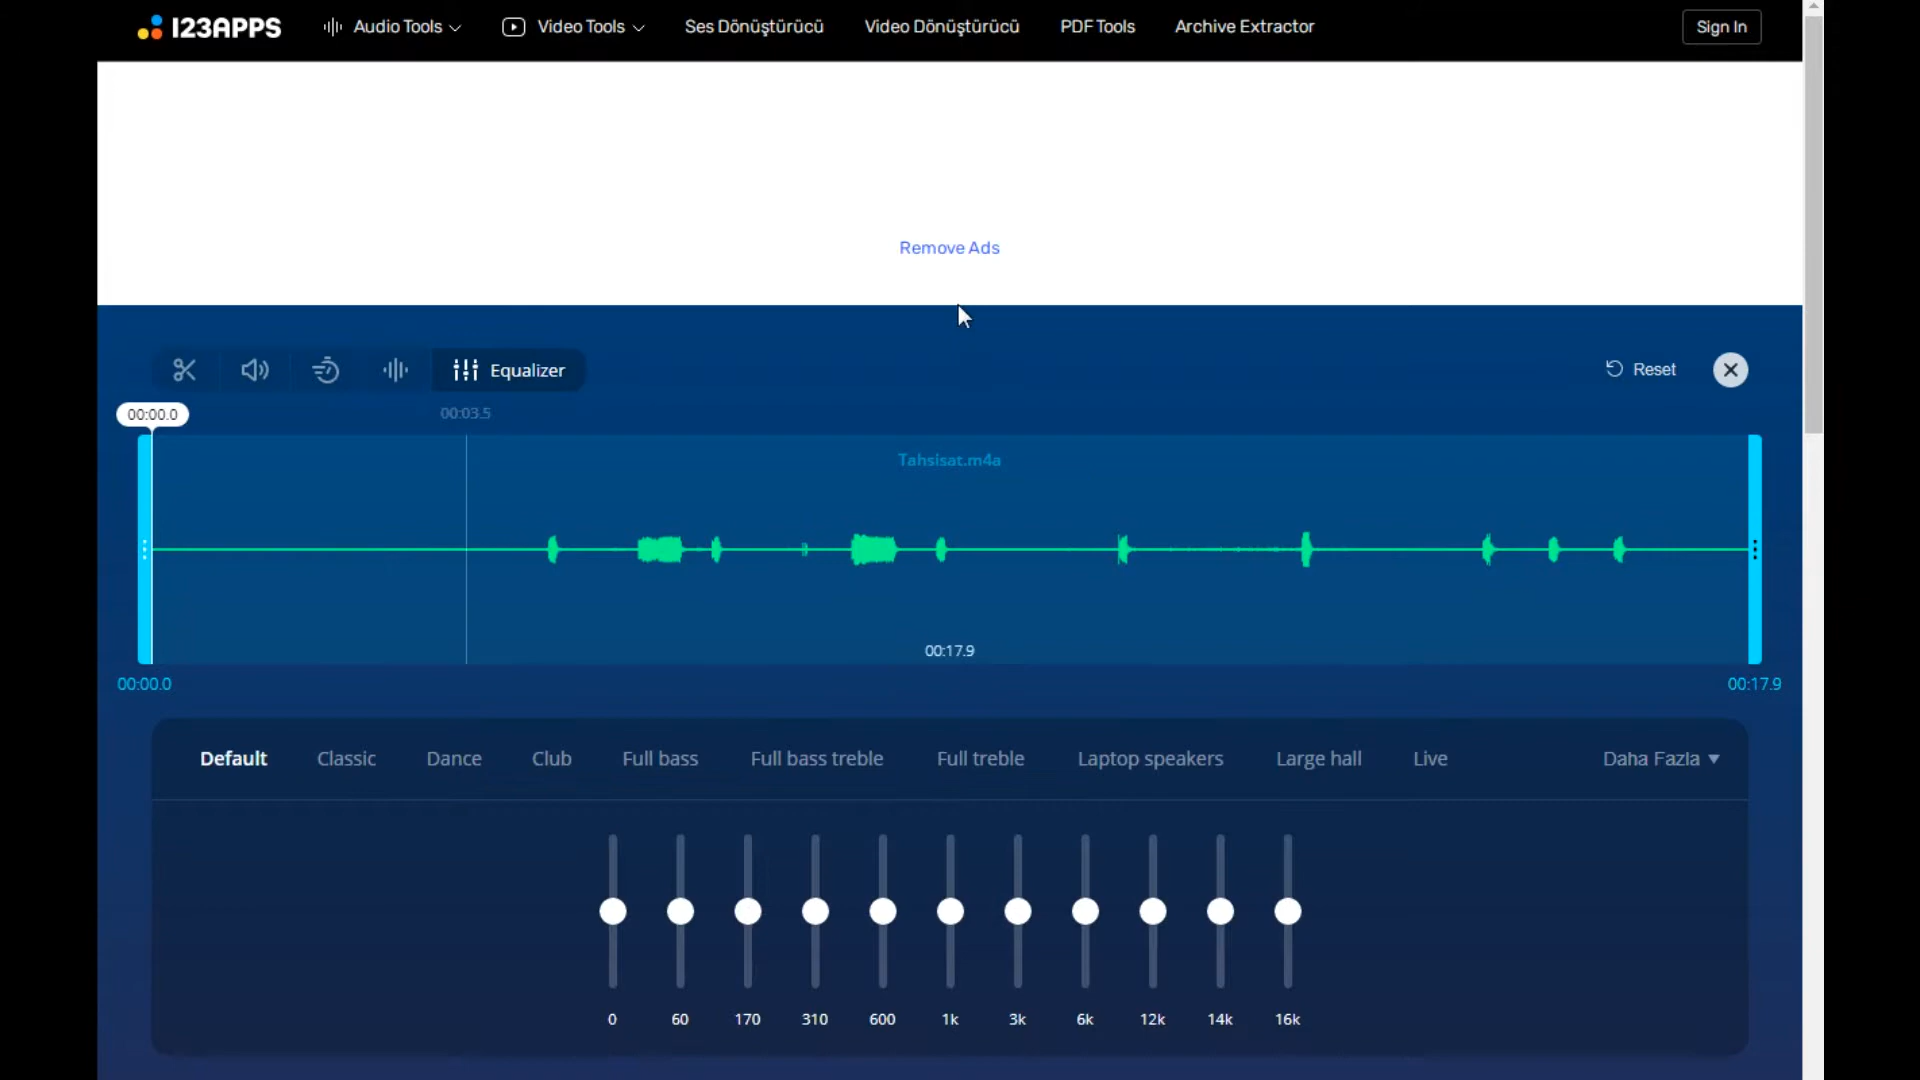 123APPS Audio Tools Video Tools Ses Dönüştürücü Video Dönüştürücü PDF Tools Archive Extractor Sign In
Remove Ads
Equalizer Reset
00:00.0 00:03.5
Tahsisat.m4a
00:17.9
00:00.0 00:17.9
Default Classic Dance Club Full bass Full bass treble Full treble Laptop speakers Large hall Live Daha Fazla
0 60 170 310 600 1k 3k 6k 12k 14k 16k